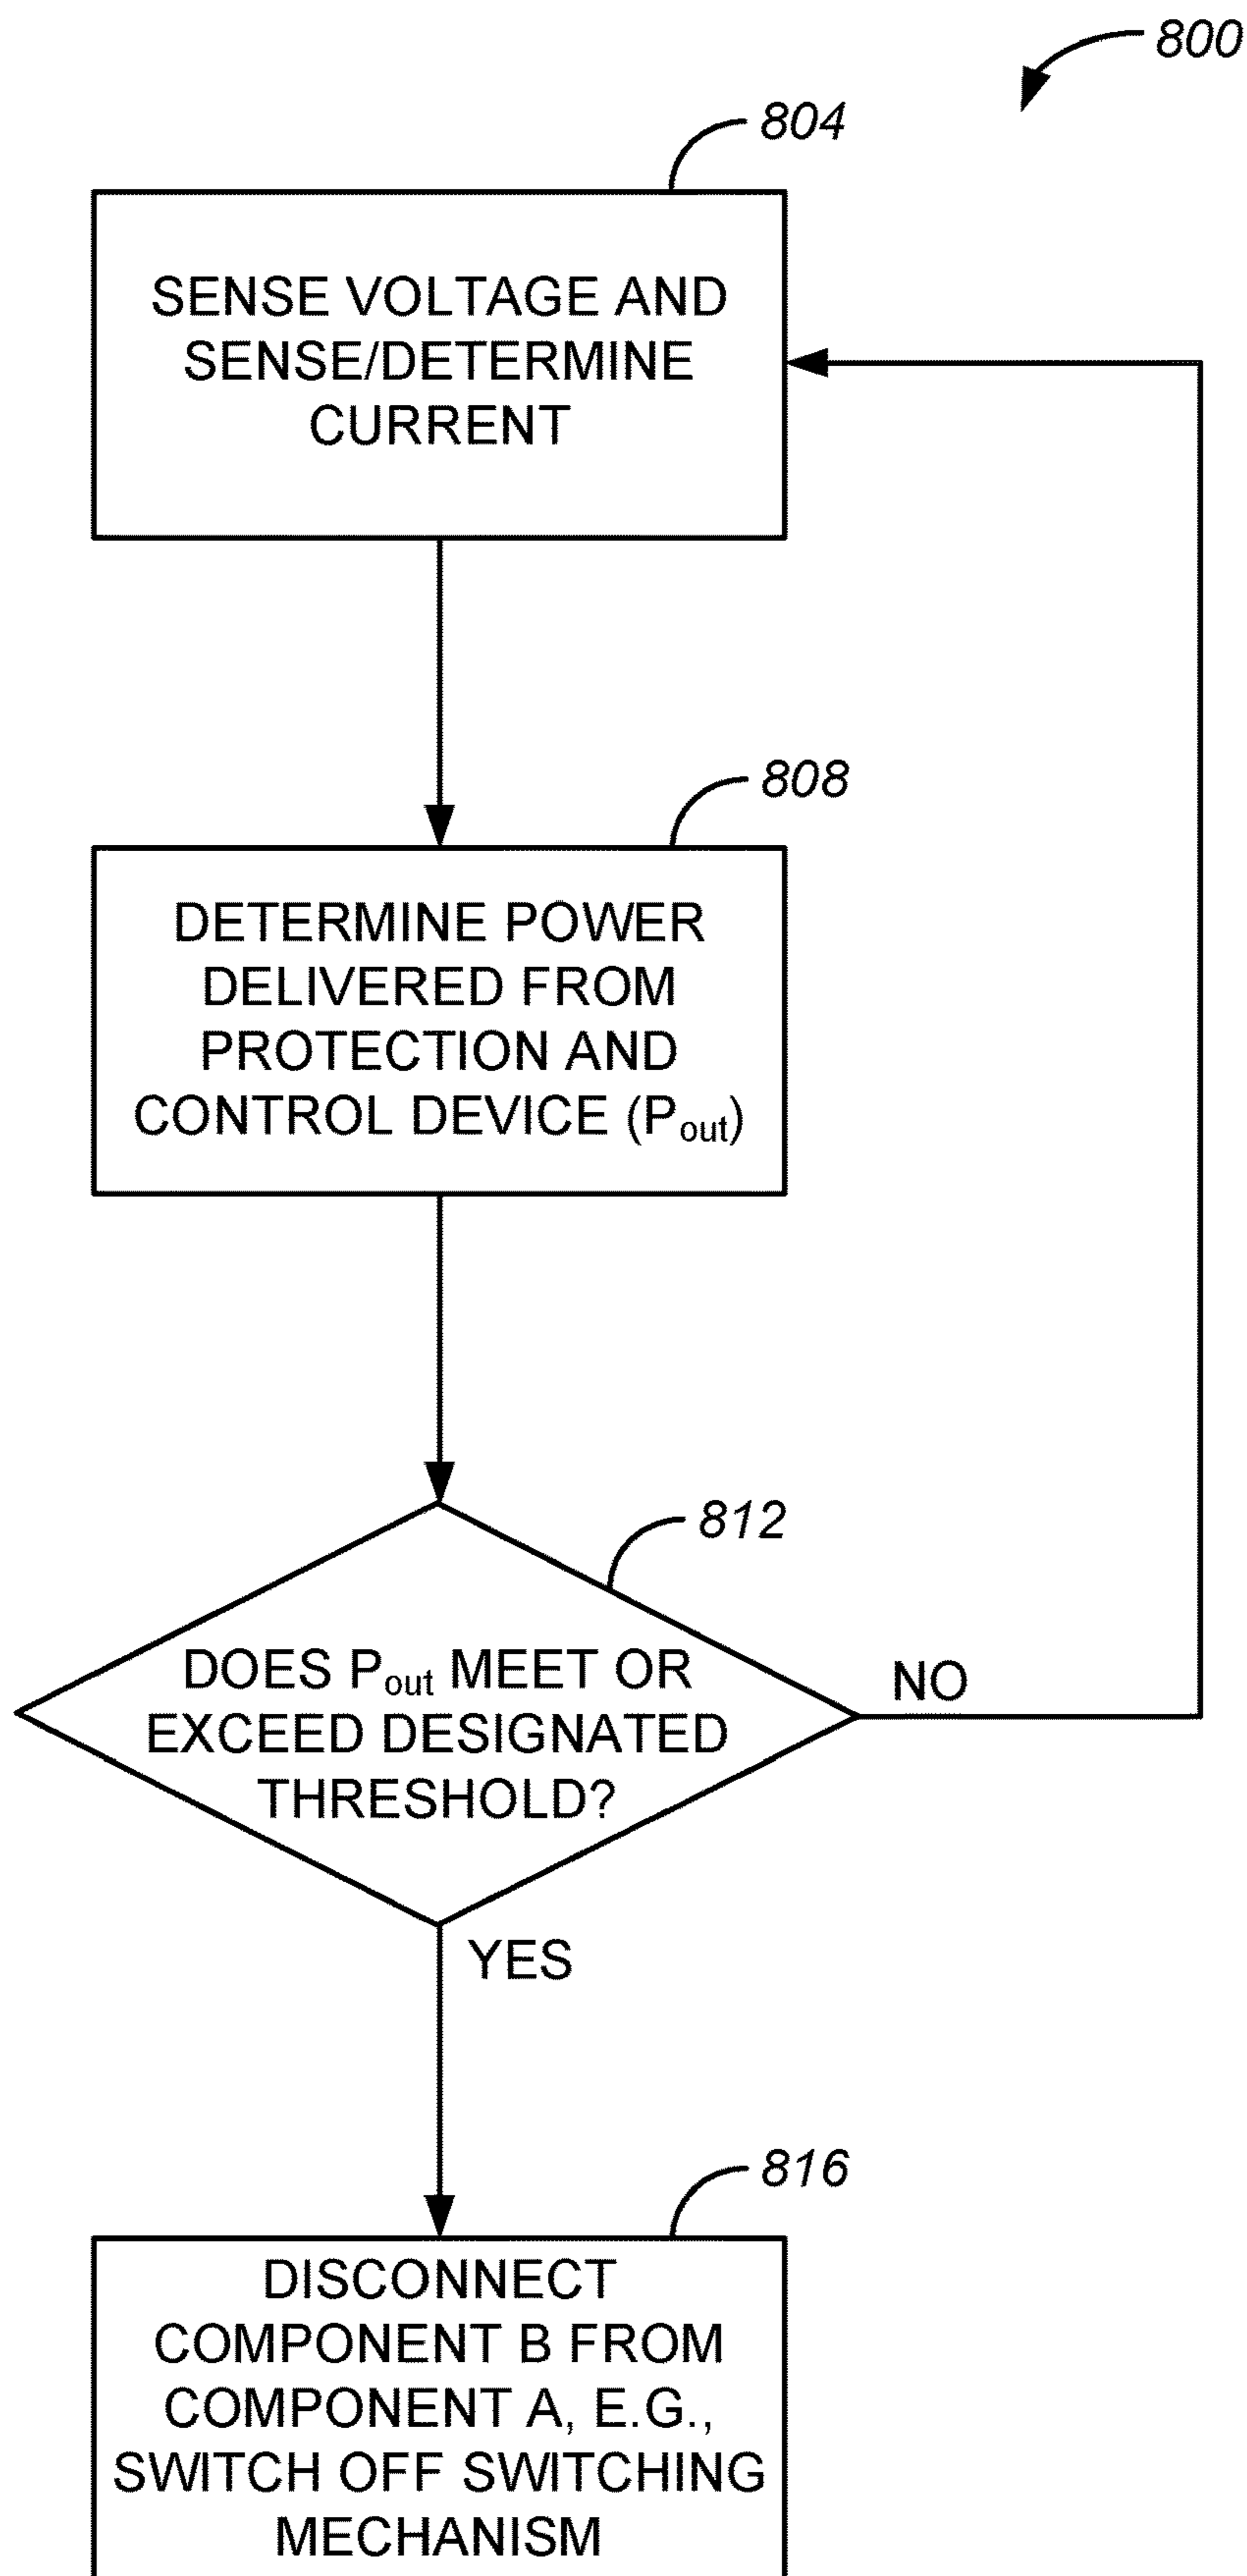 800
804
SENSE VOLTAGE AND
SENSE/DETERMINE
CURRENT
808
DETERMINE POWER
DELIVERED FROM
PROTECTION AND
CONTROL DEVICE (Pout)
812
DOES Pout MEET OR
EXCEED DESIGNATED
THRESHOLD?
NO
YES
816
DISCONNECT
COMPONENT B FROM
COMPONENT A, E.G.,
SWITCH OFF SWITCHING
MECHANISM